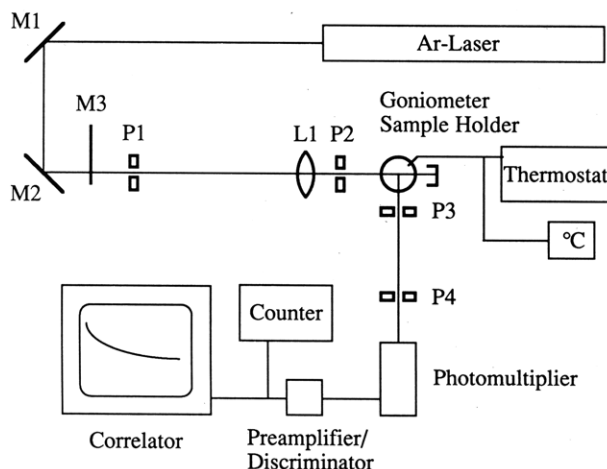 M1
Ar-Laser
M3
P1
L1
P2
Goniometer
Sample Holder
M2
Thermostat
P3
°C
P4
Counter
Photomultiplier
Correlator
Preamplifier/
Discriminator